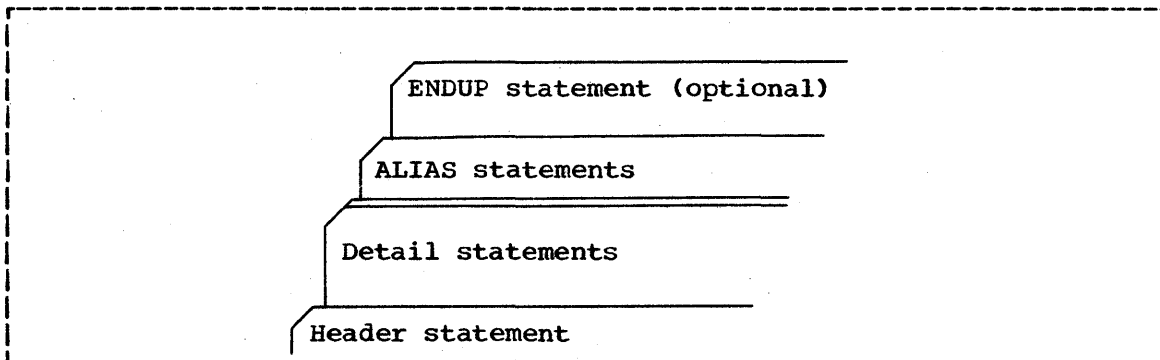 ENDUP statement (optional)
ALIAS statements
Detail statements
Header statement